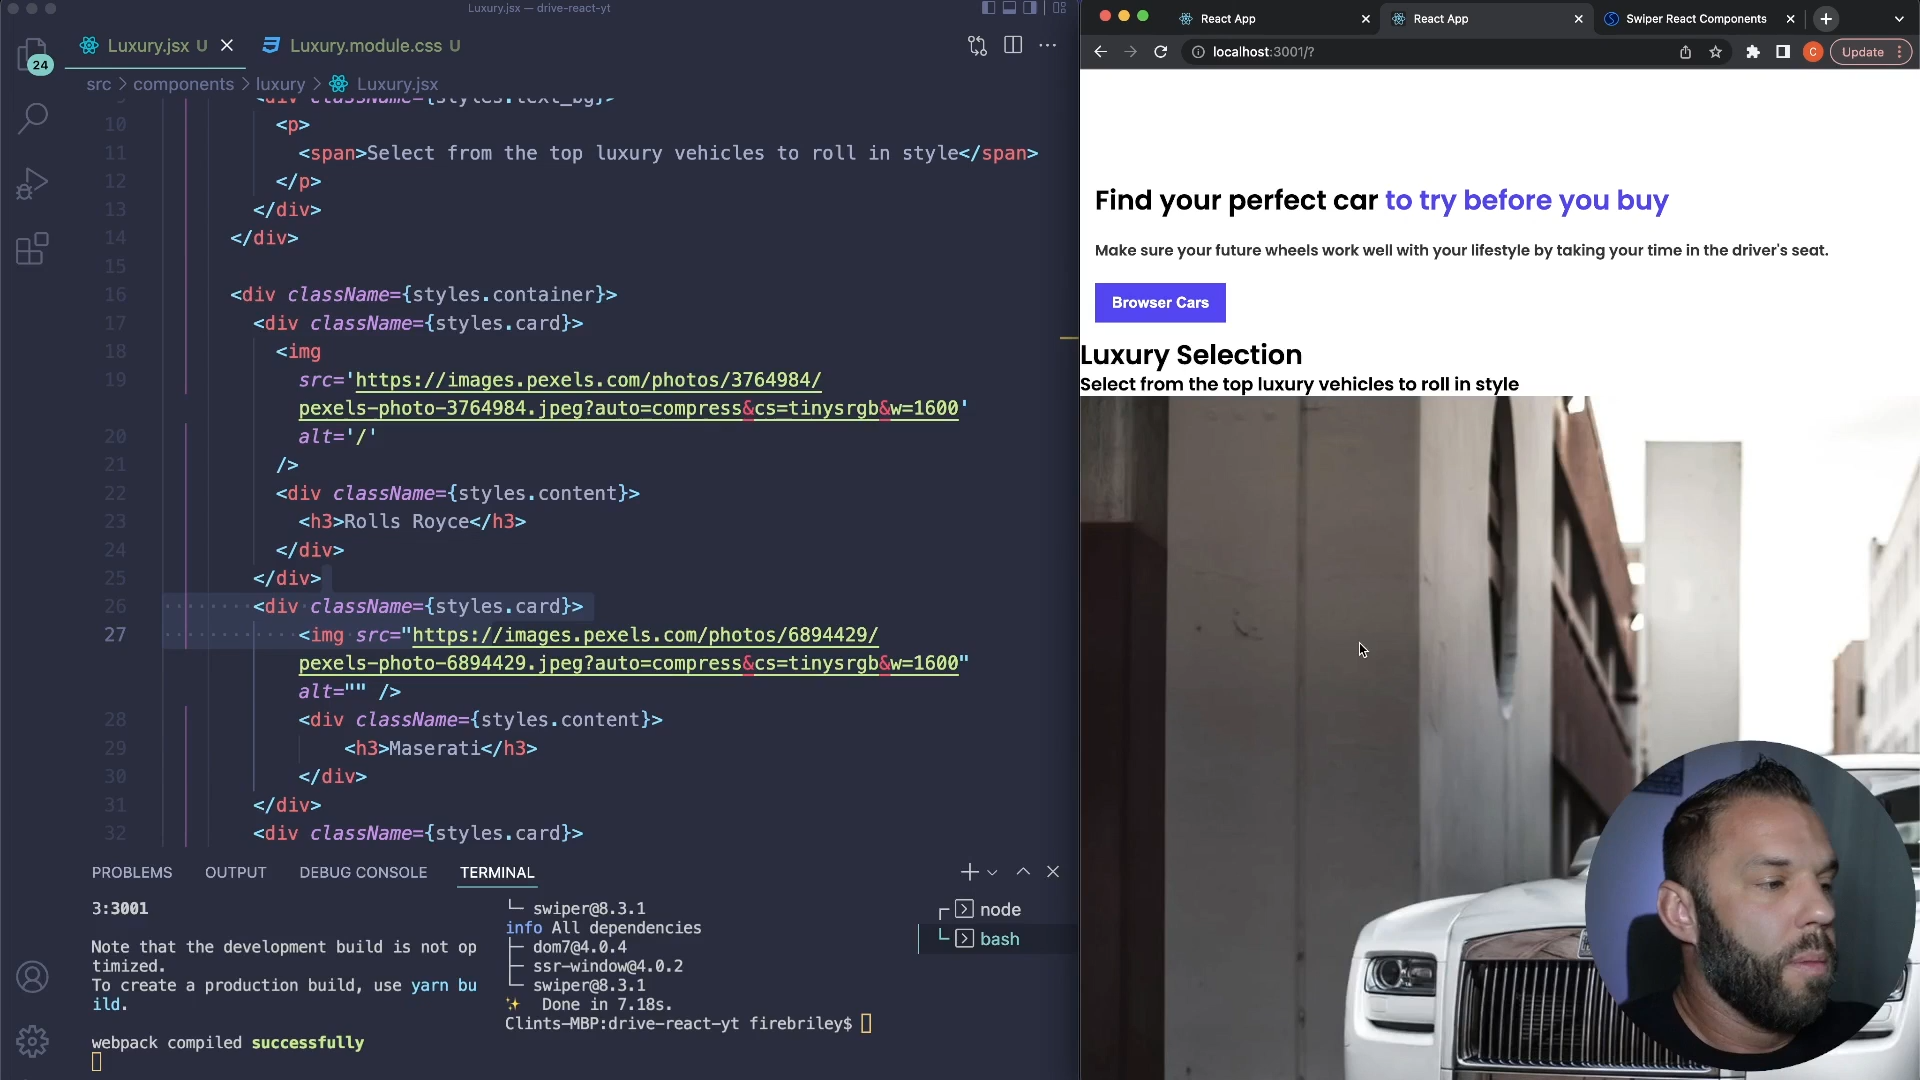 Luxury.jsx — drive-react-yt
Luxury.jsx U
Luxury.module.css U
24
src > components > luxury > Luxury.jsx
9 <div className={styles.text_bg}>
10 <p>
11 <span>Select from the top luxury vehicles to roll in style</span>
12 </p>
13 </div>
14 </div>
15
16 <div className={styles.container}>
17 <div className={styles.card}>
18 <img
19 src='https://images.pexels.com/photos/3764984/
pexels-photo-3764984.jpeg?auto=compress&cs=tinysrgb&w=1600'
20 alt='/'
21 />
22 <div className={styles.content}>
23 <h3>Rolls Royce</h3>
24 </div>
25 </div>
26 <div className={styles.card}>
27 <img src="https://images.pexels.com/photos/6894429/
pexels-photo-6894429.jpeg?auto=compress&cs=tinysrgb&w=1600"
alt="" />
28 <div className={styles.content}>
29 <h3>Maserati</h3>
30 </div>
31 </div>
32 <div className={styles.card}>
PROBLEMS OUTPUT DEBUG CONSOLE TERMINAL
3:3001
Note that the development build is not op
timized.
To create a production build, use yarn bu
ild.
webpack compiled successfully
└─ swiper@8.3.1
info All dependencies
├─ dom7@4.0.4
├─ ssr-window@4.0.2
└─ swiper@8.3.1
✨ Done in 7.18s.
Clints-MBP:drive-react-yt firebriley$
node
bash
React App
React App
Swiper React Components
localhost:3001/?
C
Update
Find your perfect car to try before you buy
Make sure your future wheels work well with your lifestyle by taking your time in the driver's seat.
Browser Cars
Luxury Selection
Select from the top luxury vehicles to roll in style